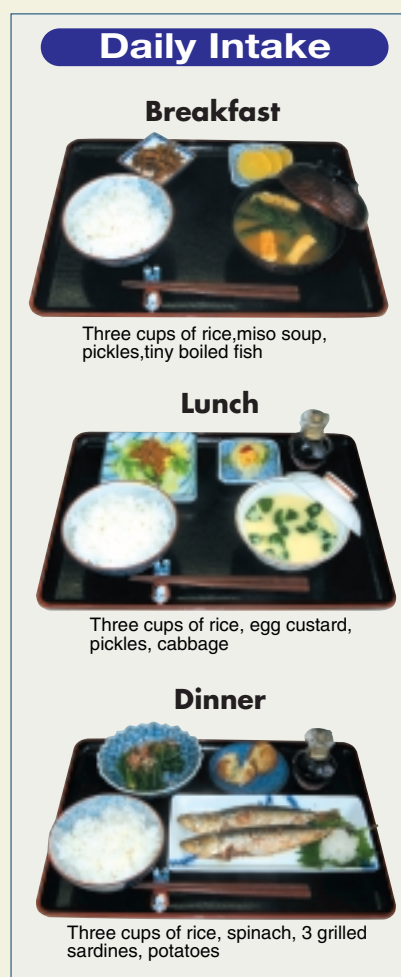 Daily Intake
Breakfast
Three cups of rice,miso soup,
pickles,tiny boiled fish
Lunch
Three cups of rice, egg custard,
pickles, cabbage
Dinner
Three cups of rice, spinach, 3 grilled
sardines, potatoes